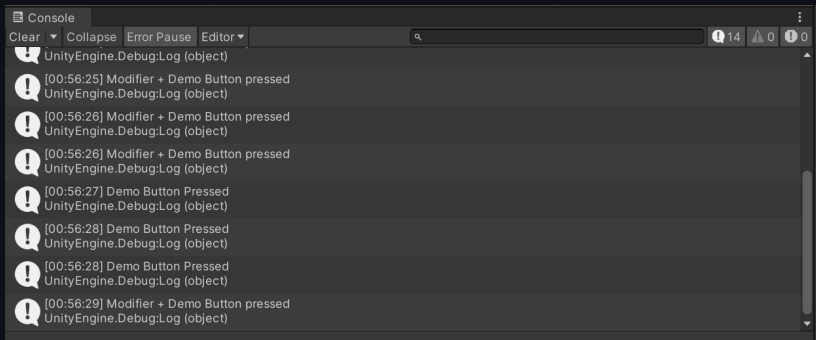 Console
Clear Collapse Error Pause Editor 14 0 0
UnityEngine.Debug:Log (object)
[00:56:25] Modifier + Demo Button pressed
UnityEngine.Debug:Log (object)
[00:56:26] Modifier + Demo Button pressed
UnityEngine.Debug:Log (object)
[00:56:26] Modifier + Demo Button pressed
UnityEngine.Debug:Log (object)
[00:56:27] Demo Button Pressed
UnityEngine.Debug:Log (object)
[00:56:28] Demo Button Pressed
UnityEngine.Debug:Log (object)
[00:56:28] Demo Button Pressed
UnityEngine.Debug:Log (object)
[00:56:29] Modifier + Demo Button pressed
UnityEngine.Debug:Log (object)